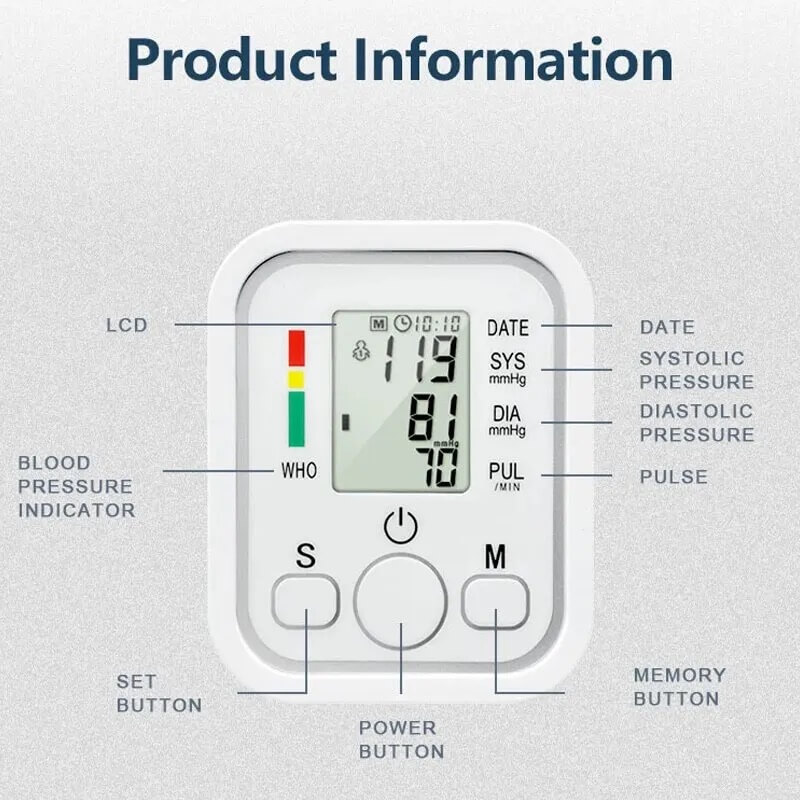 Product Information
LCD
M 10:10
DATE
DATE
1
119
SYS
mmHg
SYSTOLIC
PRESSURE
81
mmHg
DIA
mmHg
DIASTOLIC
PRESSURE
BLOOD
PRESSURE
INDICATOR
WHO
70
PUL
/MIN
PULSE
S
M
SET
BUTTON
POWER
BUTTON
MEMORY
BUTTON